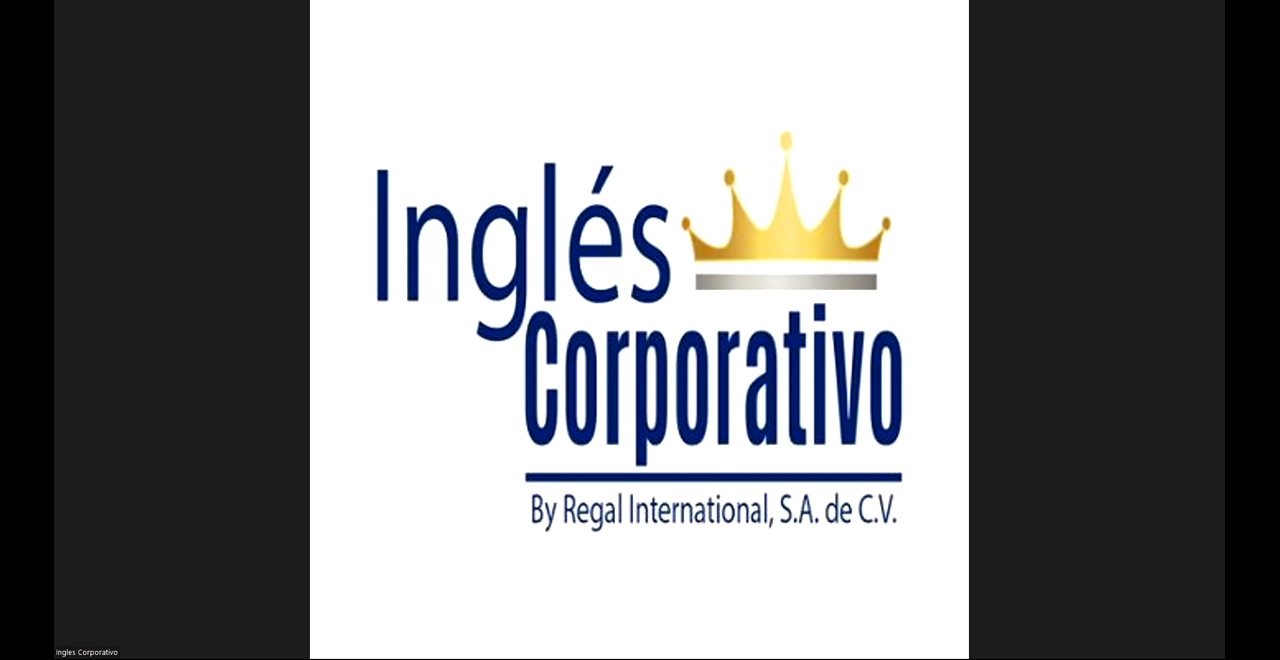 Inglés
Corporativo
By Regal International, S.A. de C.V.
Ingles Corporativo